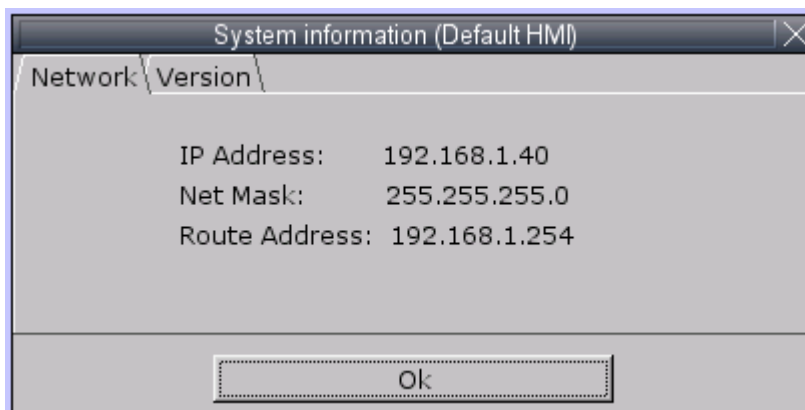 System information (Default HMI)
Network Version
IP Address: 192.168.1.40
Net Mask: 255.255.255.0
Route Address: 192.168.1.254
Ok